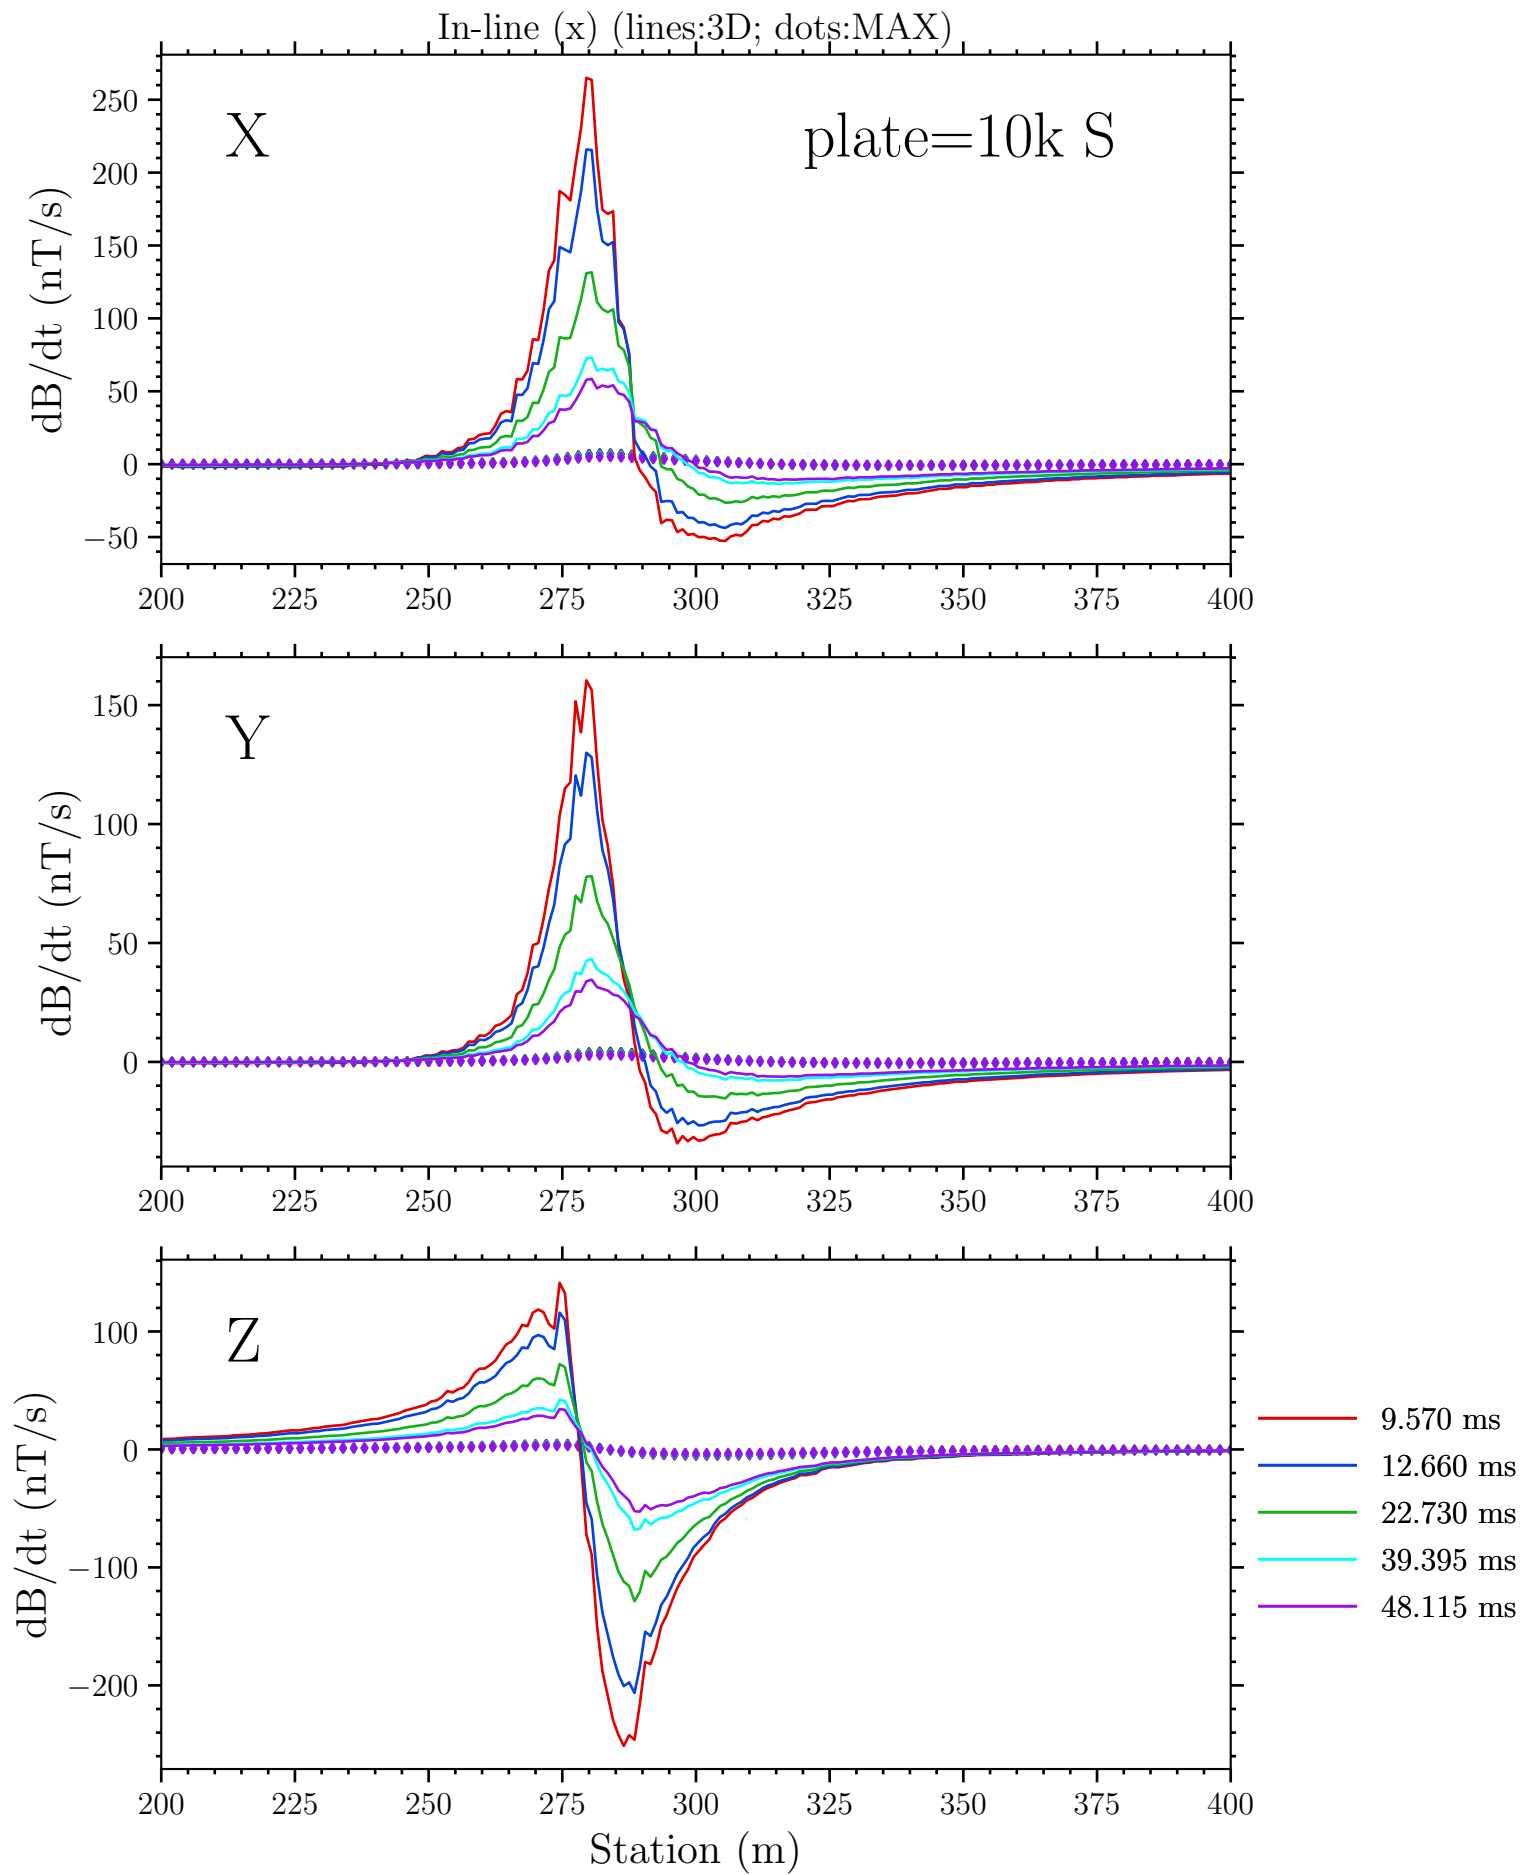 In-line (x) (lines:3D; dots:MAX)
X
plate=10k S
dB/dt (nT/s)
250
200
150
100
50
0
−50
200 225 250 275 300 325 350 375 400
Y
dB/dt (nT/s)
150
100
50
0
200 225 250 275 300 325 350 375 400
Z
dB/dt (nT/s)
100
0
−100
−200
200 225 250 275 300 325 350 375 400
Station (m)
9.570 ms
12.660 ms
22.730 ms
39.395 ms
48.115 ms